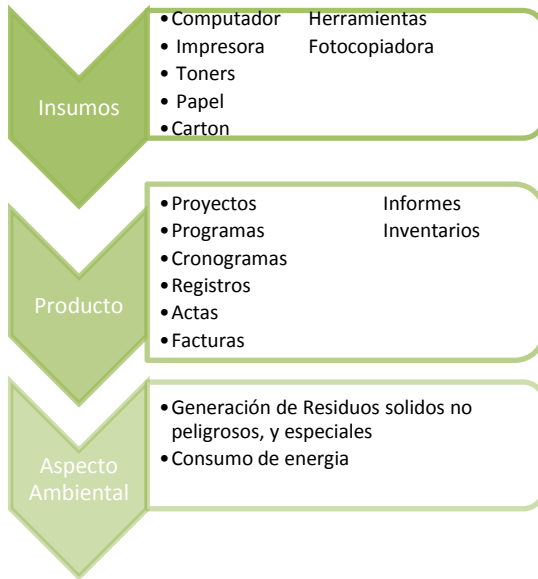 Insumos
•Computador Herramientas
• Impresora Fotocopiadora
• Toners
• Papel
•Carton
Producto
•Proyectos Informes
•Programas Inventarios
•Cronogramas
•Registros
•Actas
•Facturas
Aspecto
Ambiental
•Generación de Residuos solidos no
peligrosos, y especiales
•Consumo de energia